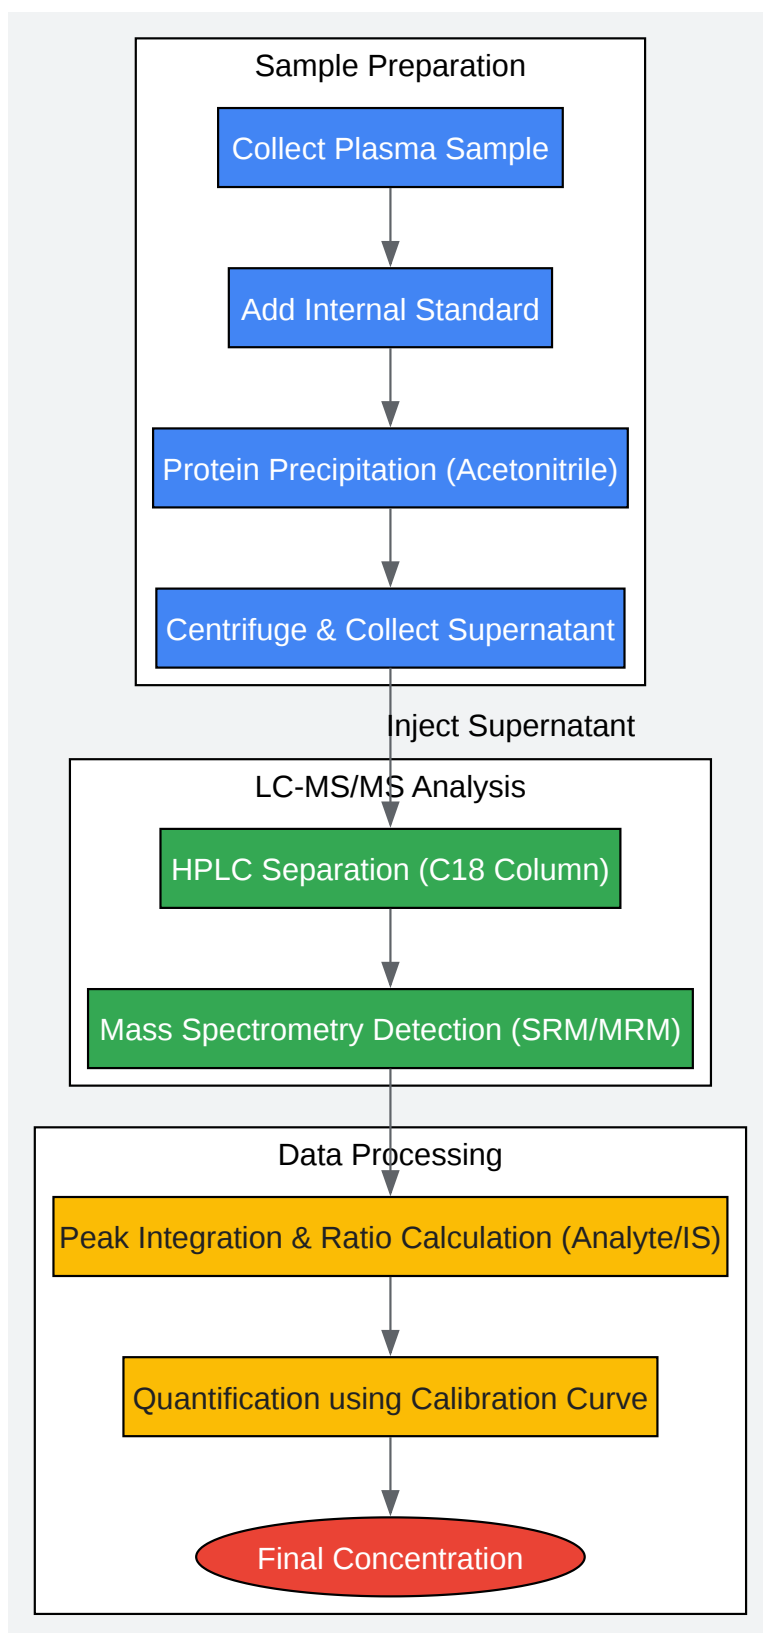 Sample Preparation
Collect Plasma Sample
Add Internal Standard
Protein Precipitation (Acetonitrile)
Centrifuge & Collect Supernatant
Inject Supernatant
LC-MS/MS Analysis
HPLC Separation (C18 Column)
Mass Spectrometry Detection (SRM/MRM)
Data Processing
Peak Integration & Ratio Calculation (Analyte/IS)
Quantification using Calibration Curve
Final Concentration